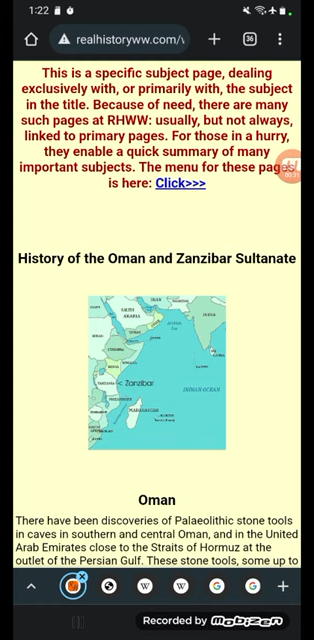 1:22
realhistoryww.com/
36
This is a specific subject page, dealing
exclusively with, or primarily with, the subject
in the title. Because of need, there are many
such pages at RHWW: usually, but not always,
linked to primary pages. For those in a hurry,
they enable a quick summary of many
important subjects. The menu for these pages
is here: Click>>>
History of the Oman and Zanzibar Sultanate
SAUDI
ARABIA
IRAN
INDIA
< Zanzibar
INDIAN OCEAN
MADAGASCAR
Oman
There have been discoveries of Palaeolithic stone tools
in caves in southern and central Oman, and in the United
Arab Emirates close to the Straits of Hormuz at the
outlet of the Persian Gulf. These stone tools, some up to
W
W
G
G
Recorded by Mobizen